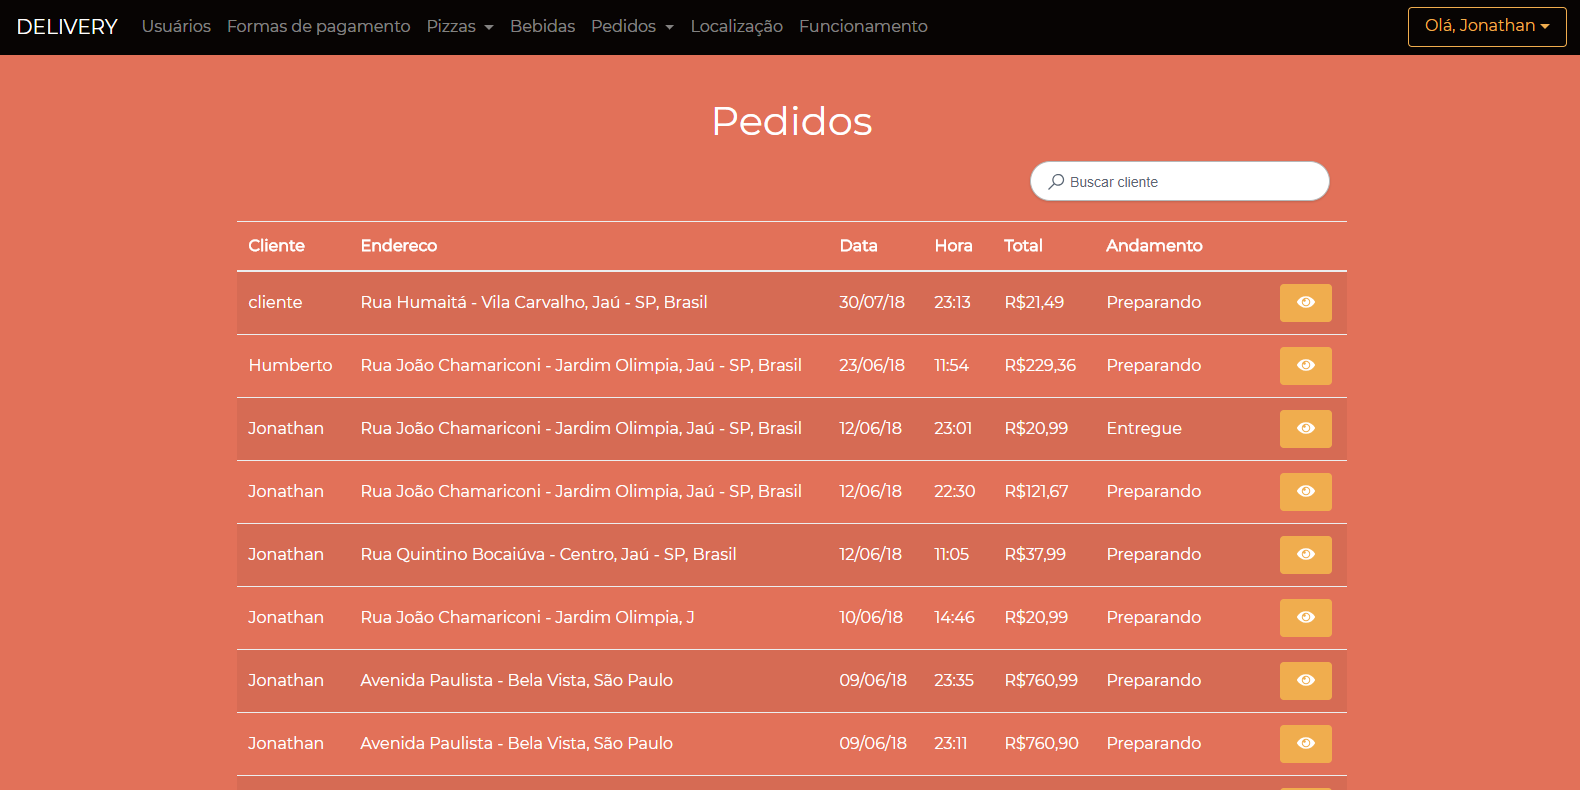 DELIVERY Usuários Formas de pagamento Pizzas Bebidas Pedidos Localização Funcionamento Olá, Jonathan
Pedidos
Buscar cliente
Cliente Endereco Data Hora Total Andamento
cliente Rua Humaitá - Vila Carvalho, Jaú - SP, Brasil 30/07/18 23:13 R$21,49 Preparando
Humberto Rua João Chamariconi - Jardim Olimpia, Jaú - SP, Brasil 23/06/18 11:54 R$229,36 Preparando
Jonathan Rua João Chamariconi - Jardim Olimpia, Jaú - SP, Brasil 12/06/18 23:01 R$20,99 Entregue
Jonathan Rua João Chamariconi - Jardim Olimpia, Jaú - SP, Brasil 12/06/18 22:30 R$121,67 Preparando
Jonathan Rua Quintino Bocaiúva - Centro, Jaú - SP, Brasil 12/06/18 11:05 R$37,99 Preparando
Jonathan Rua João Chamariconi - Jardim Olimpia, J 10/06/18 14:46 R$20,99 Preparando
Jonathan Avenida Paulista - Bela Vista, São Paulo 09/06/18 23:35 R$760,99 Preparando
Jonathan Avenida Paulista - Bela Vista, São Paulo 09/06/18 23:11 R$760,90 Preparando